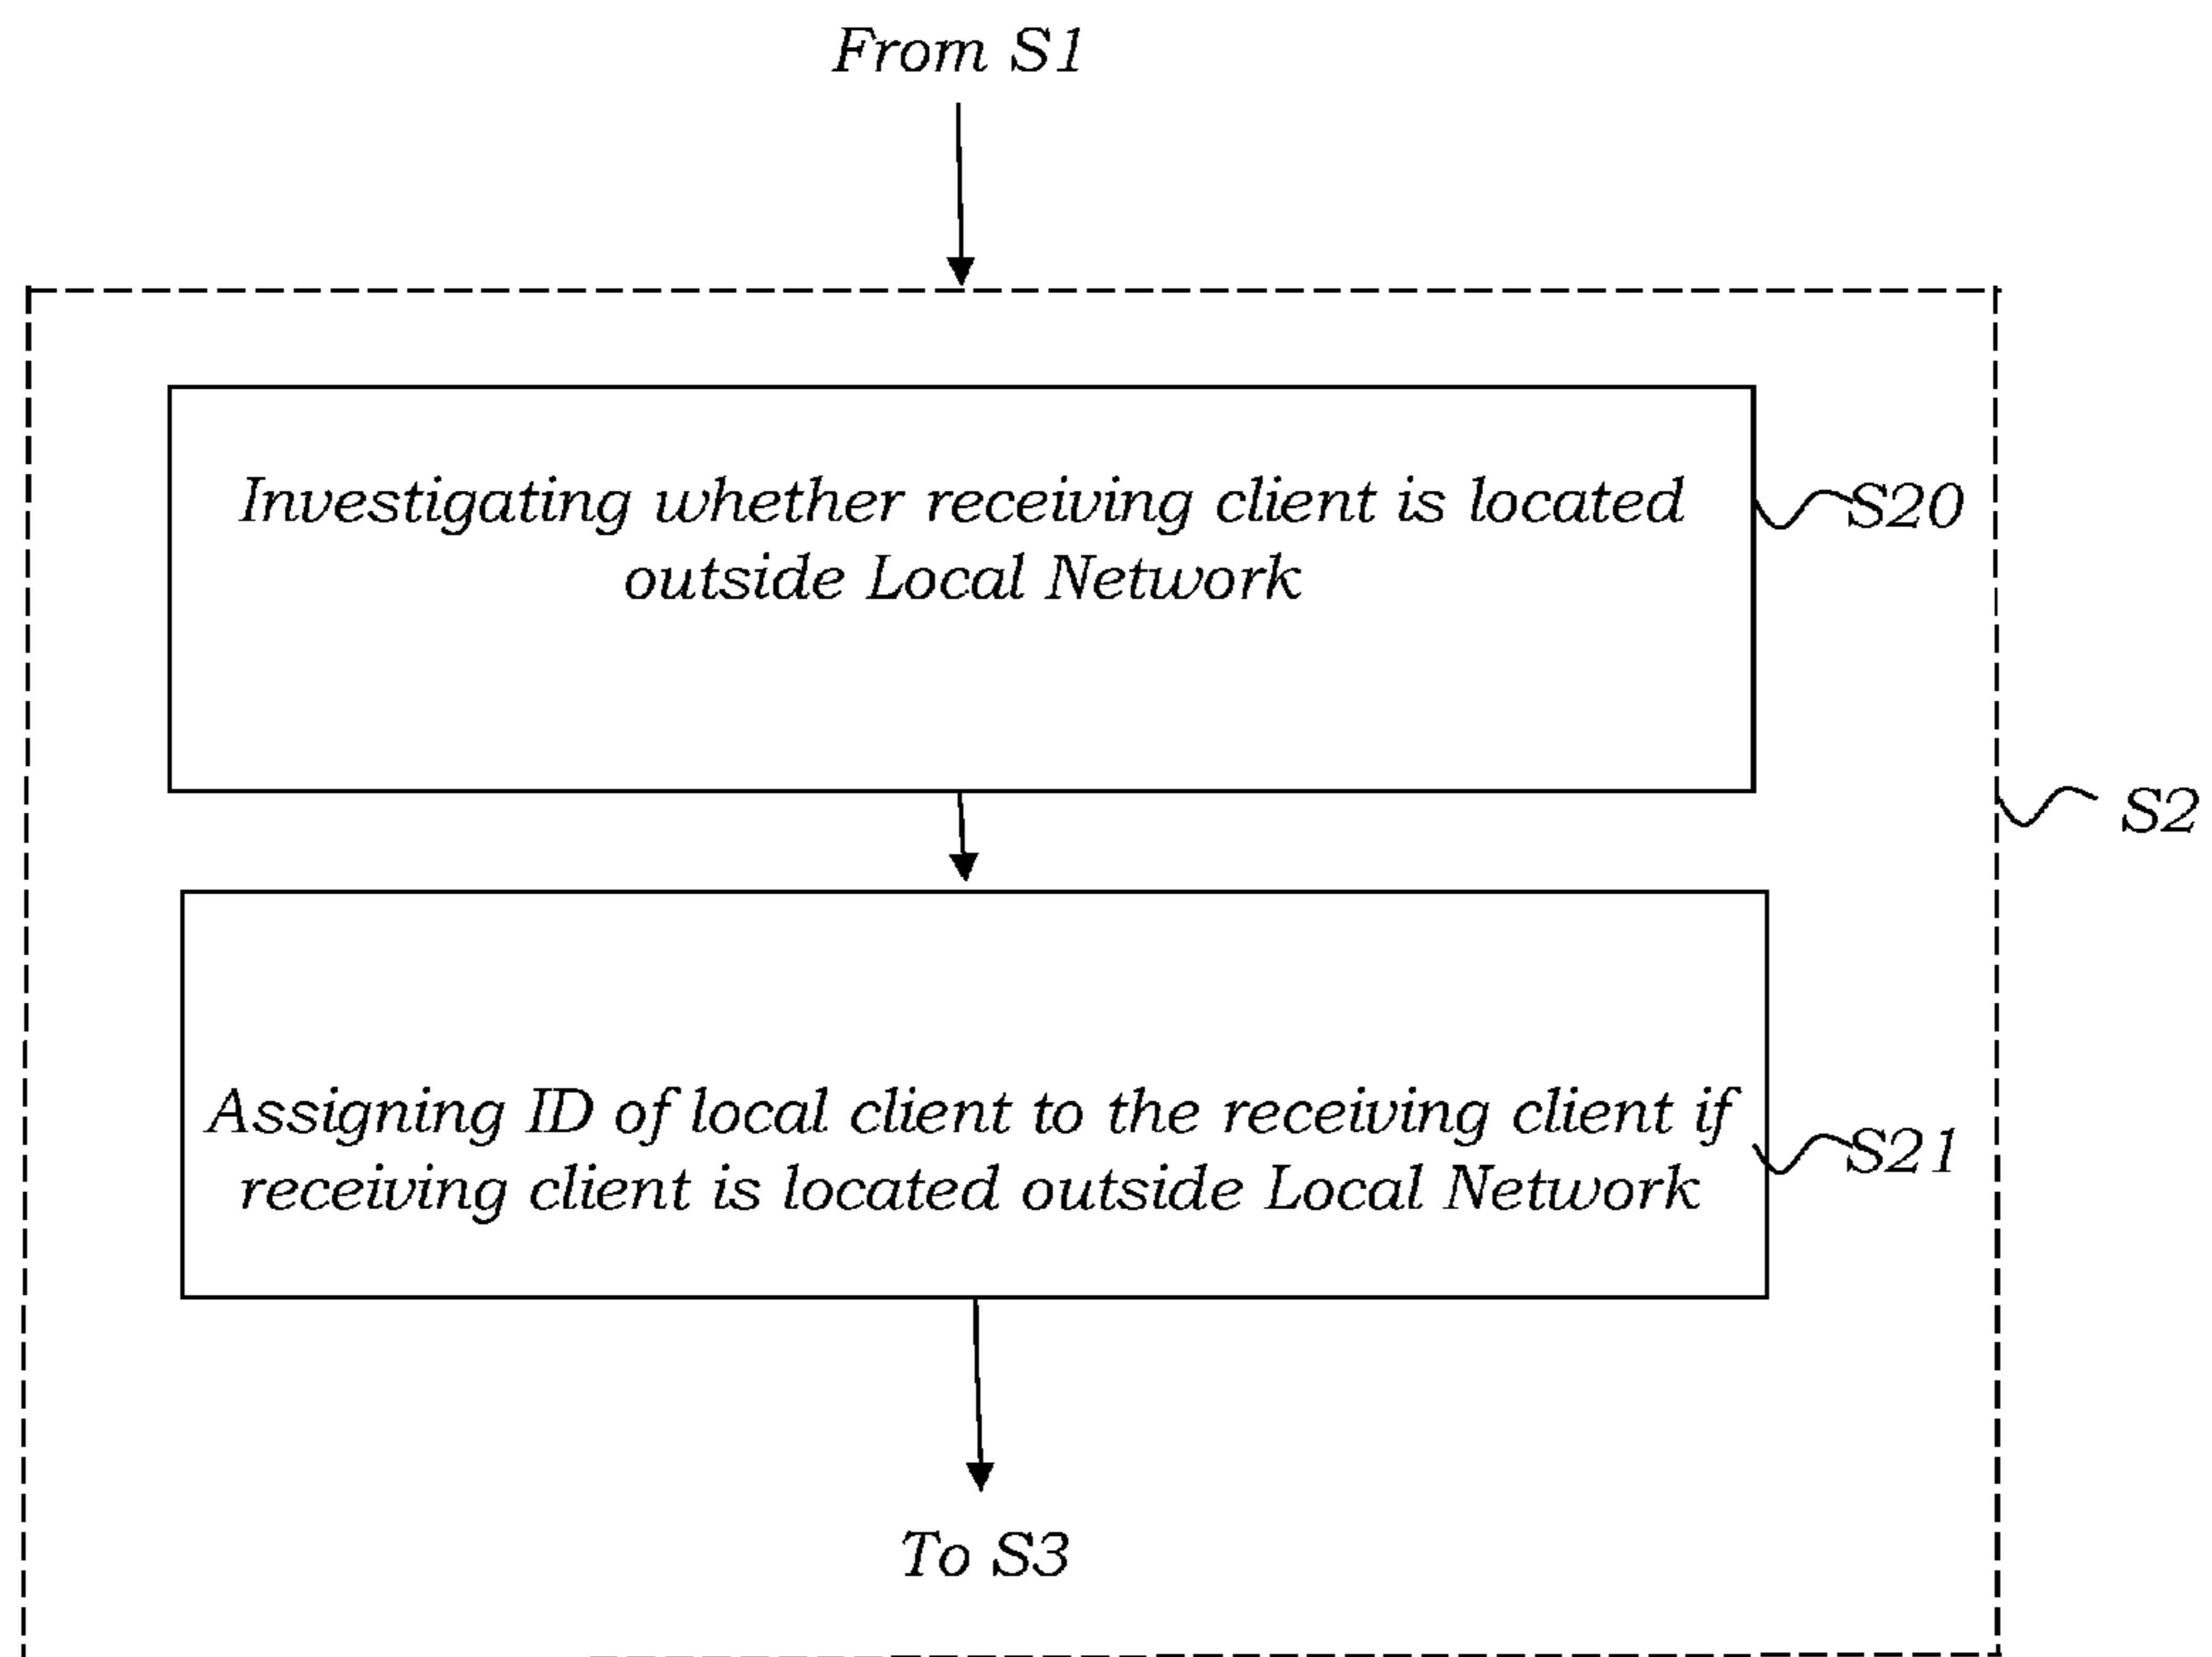 From S1
Investigating whether receiving client is located
outside Local Network
S20
S2
Assigning ID of local client to the receiving client if
receiving client is located outside Local Network
S21
To S3